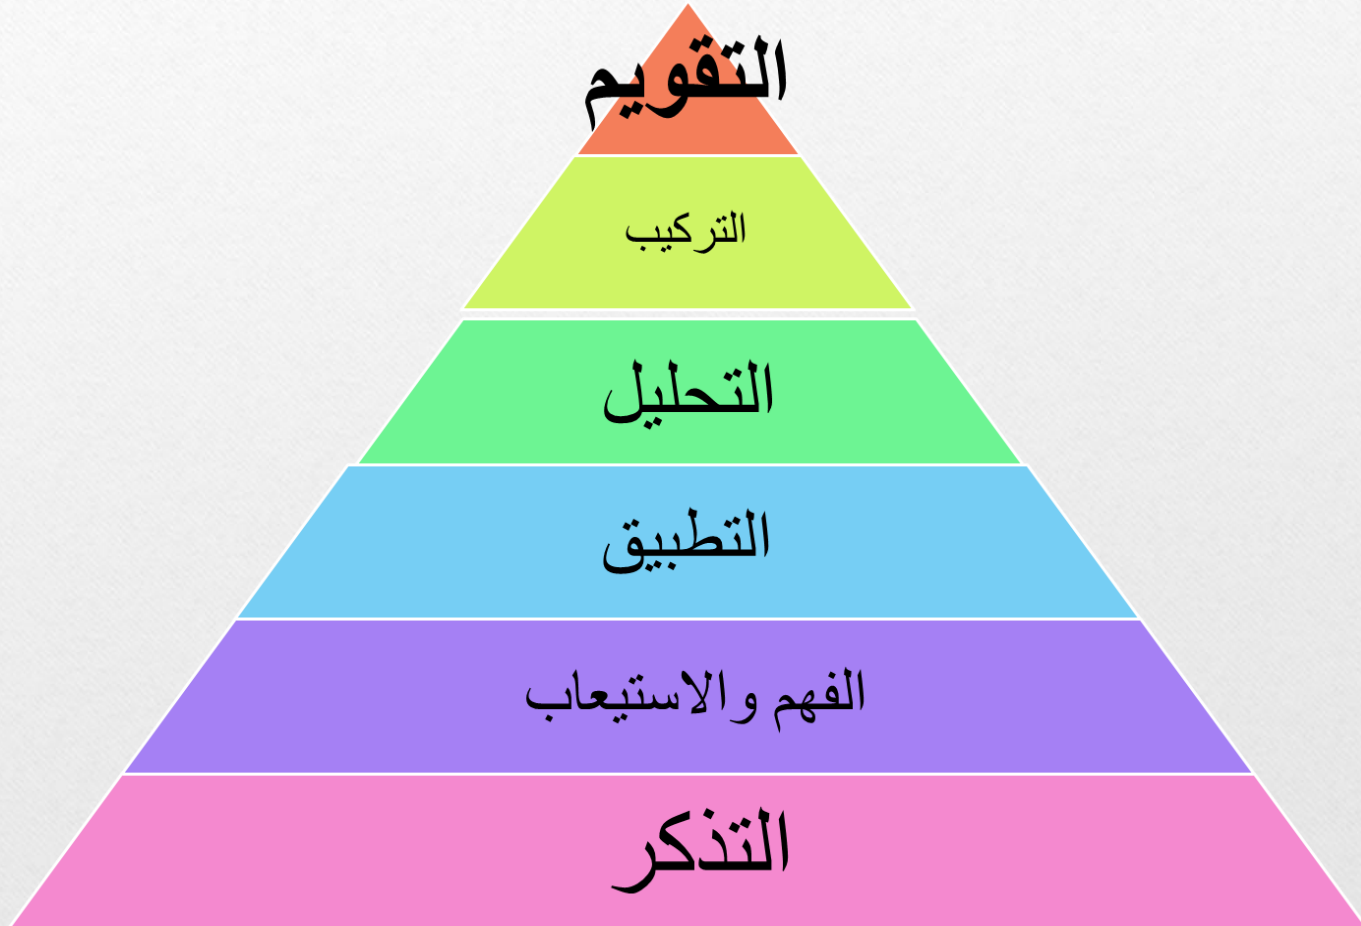 التقويم
التركيب
التحليل
التطبيق
الفهم والاستيعاب
التذكر